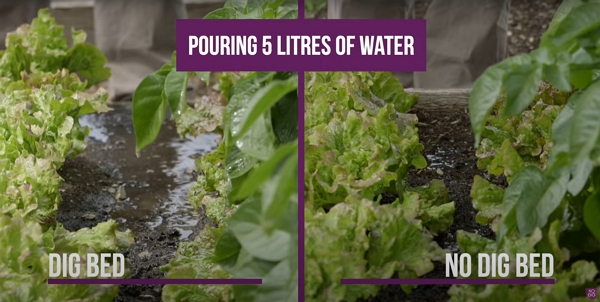 POURING 5 LITRES OF WATER
DIG BED
NO DIG BED